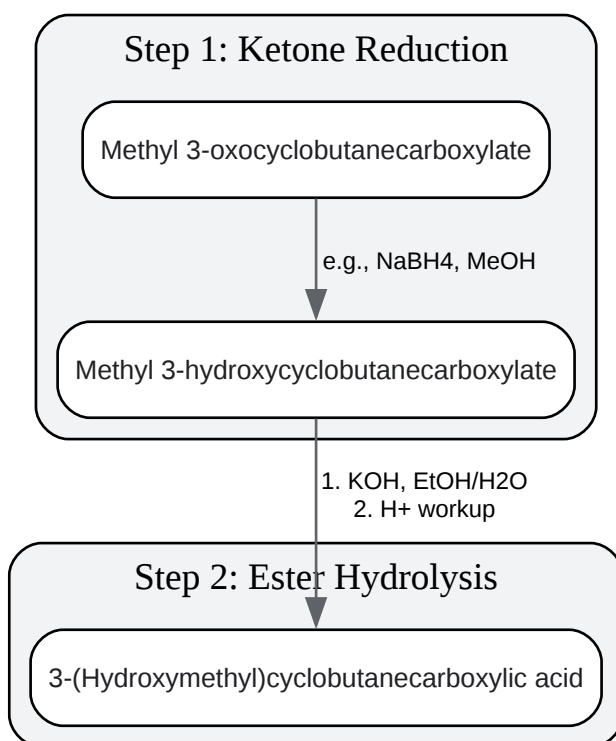 Step 1: Ketone Reduction
Methyl 3-oxocyclobutanecarboxylate
e.g., NaBH4, MeOH
Methyl 3-hydroxycyclobutanecarboxylate
1. KOH, EtOH/H2O
2. H+ workup
Step 2: Ester Hydrolysis
3-(Hydroxymethyl)cyclobutanecarboxylic acid